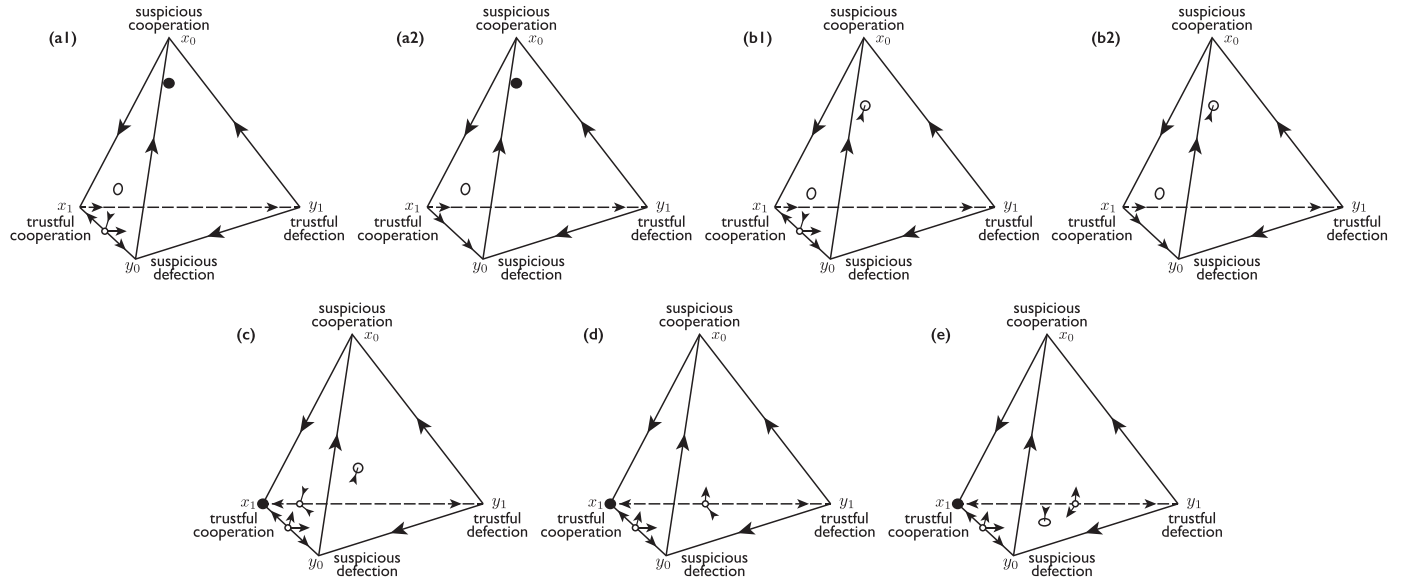 suspicious
cooperation
(a1)
x₀
x₁
y₁
trustful
cooperation
trustful
defection
y₀
suspicious
defection
suspicious
cooperation
(a2)
x₀
x₁
y₁
trustful
cooperation
trustful
defection
y₀
suspicious
defection
suspicious
cooperation
(b1)
x₀
x₁
y₁
trustful
cooperation
trustful
defection
y₀
suspicious
defection
suspicious
cooperation
(b2)
x₀
x₁
y₁
trustful
cooperation
trustful
defection
y₀
suspicious
defection
suspicious
cooperation
(c)
x₀
x₁
y₁
trustful
cooperation
trustful
defection
y₀
suspicious
defection
suspicious
cooperation
(d)
x₀
x₁
y₁
trustful
cooperation
trustful
defection
y₀
suspicious
defection
suspicious
cooperation
(e)
x₀
x₁
y₁
trustful
cooperation
trustful
defection
y₀
suspicious
defection